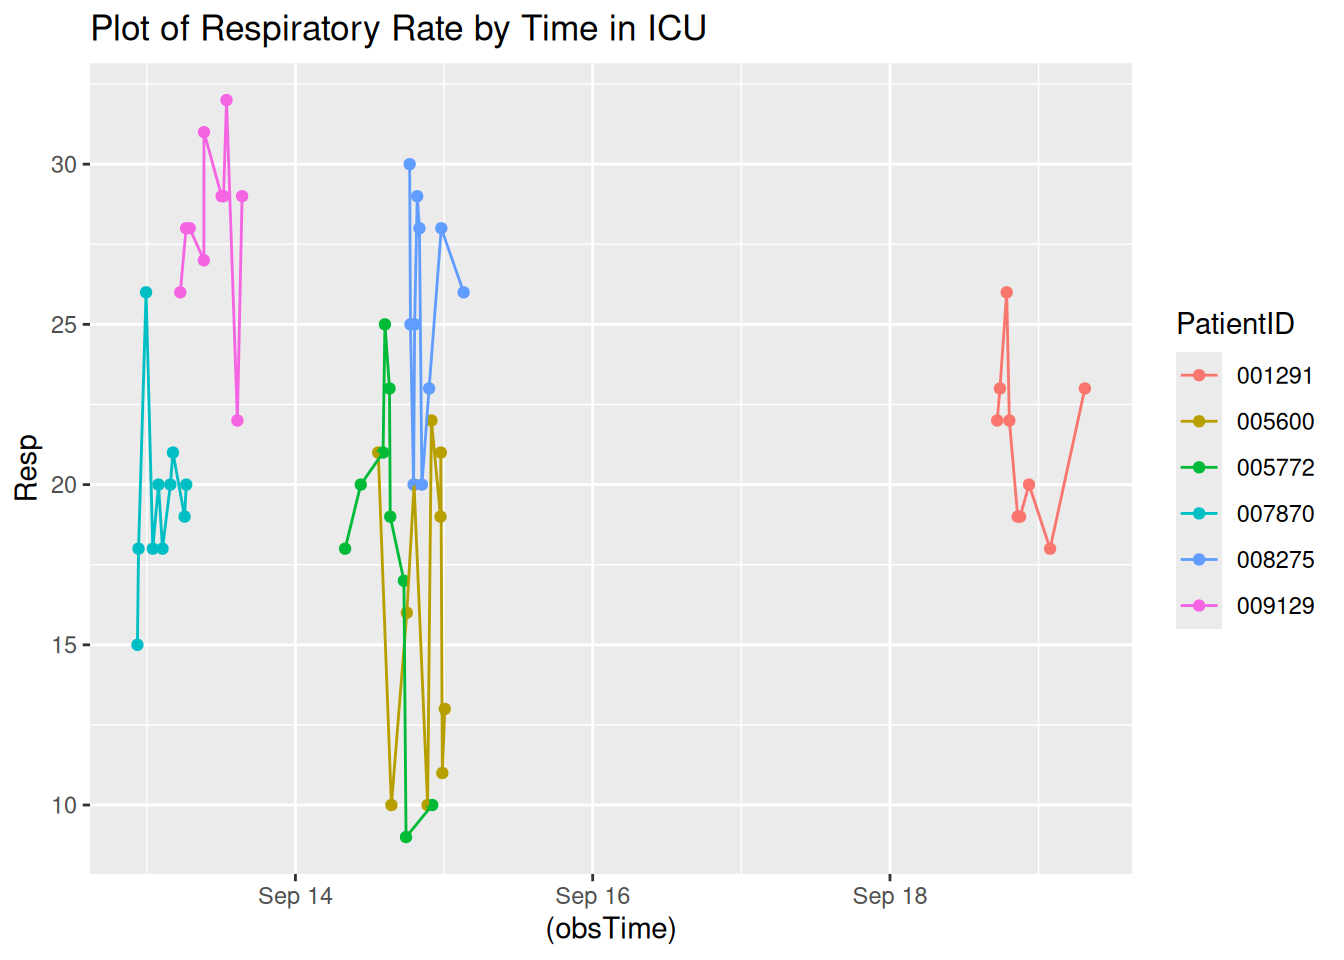 Plot of Respiratory Rate by Time in ICU
30
25
20
15
10
Resp
Sep 14
Sep 16
Sep 18
(obsTime)
PatientID
001291
005600
005772
007870
008275
009129